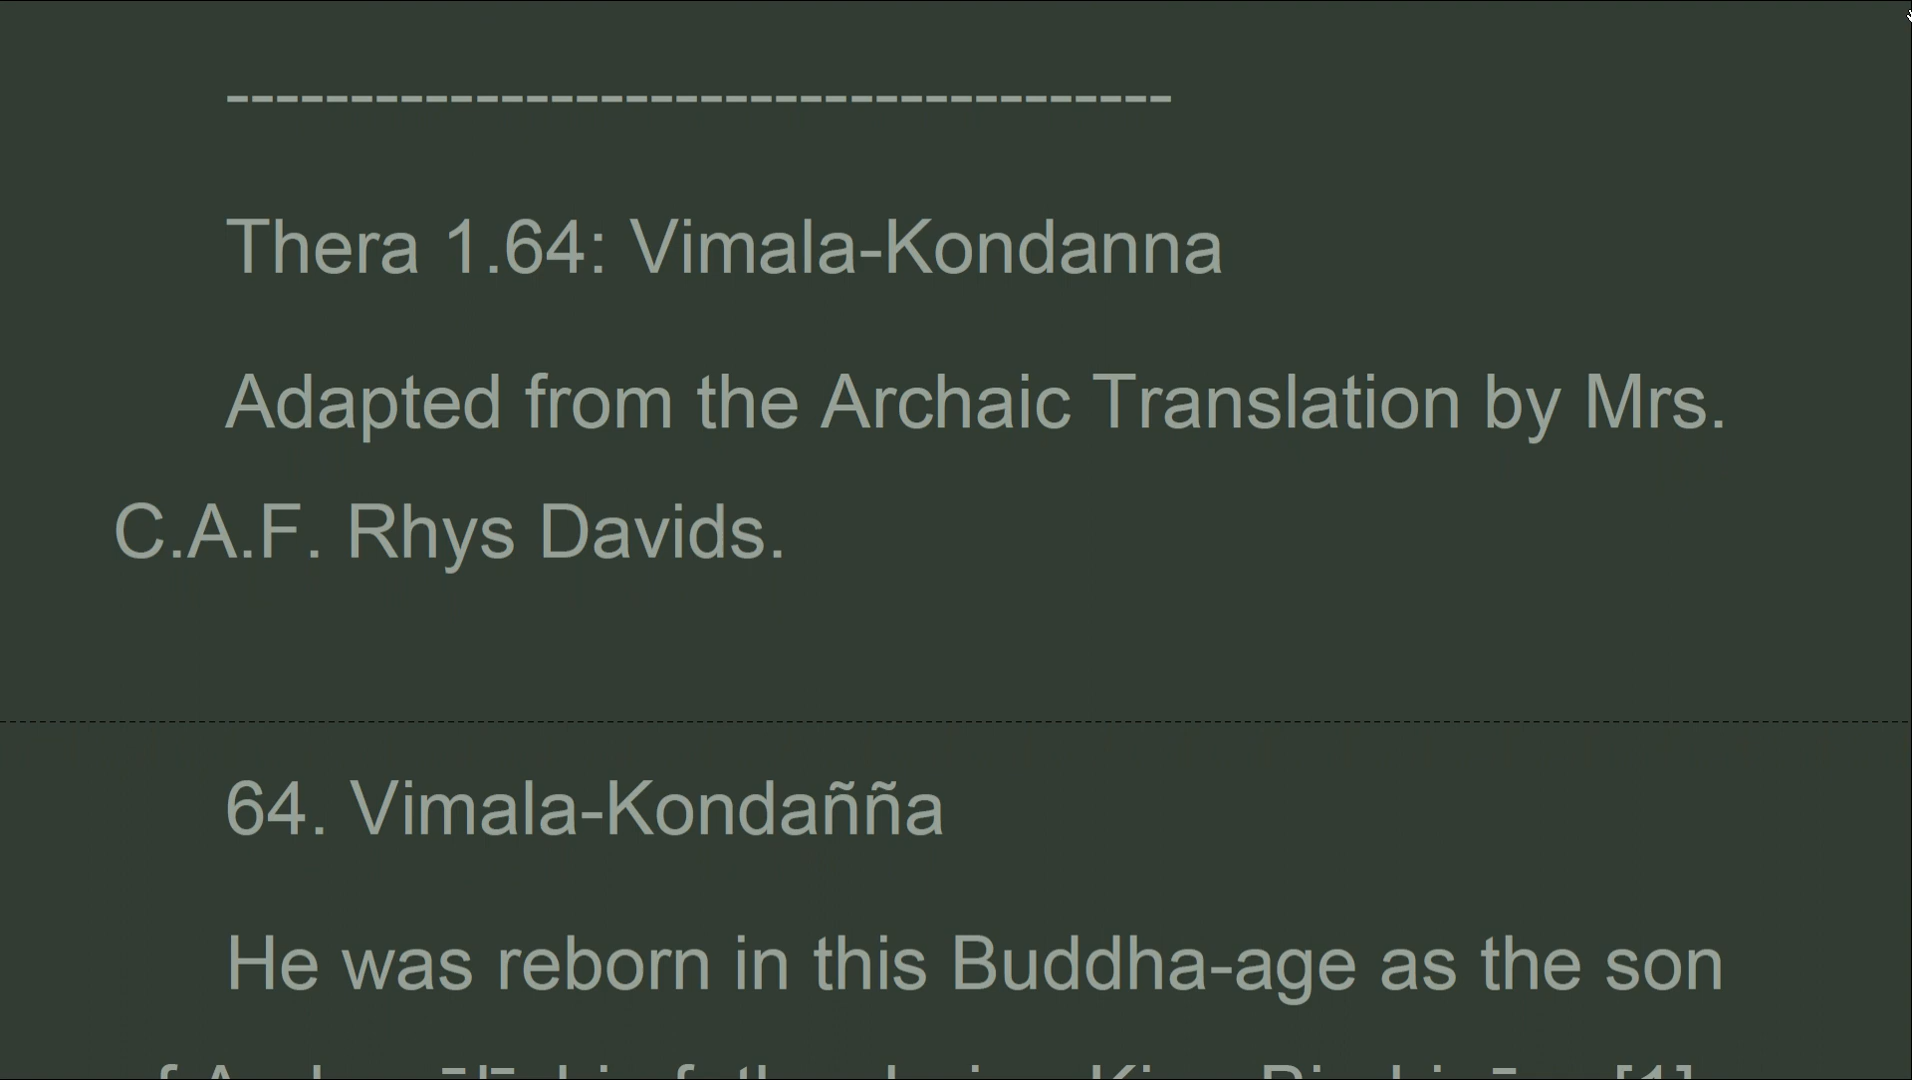 --------------------------------------
Thera 1.64: Vimala-Kondanna
Adapted from the Archaic Translation by Mrs.
C.A.F. Rhys Davids.
64. Vimala-Kondañña
He was reborn in this Buddha-age as the son